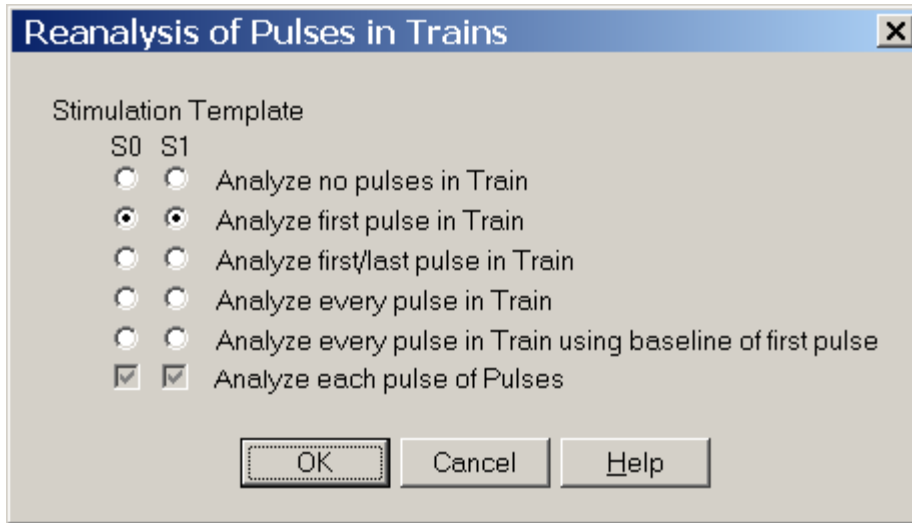 Reanalysis of Pulses in Trains
Stimulation Template
S0 S1
Analyze no pulses in Train
Analyze first pulse in Train
Analyze first/last pulse in Train
Analyze every pulse in Train
Analyze every pulse in Train using baseline of first pulse
Analyze each pulse of Pulses
OK Cancel Help